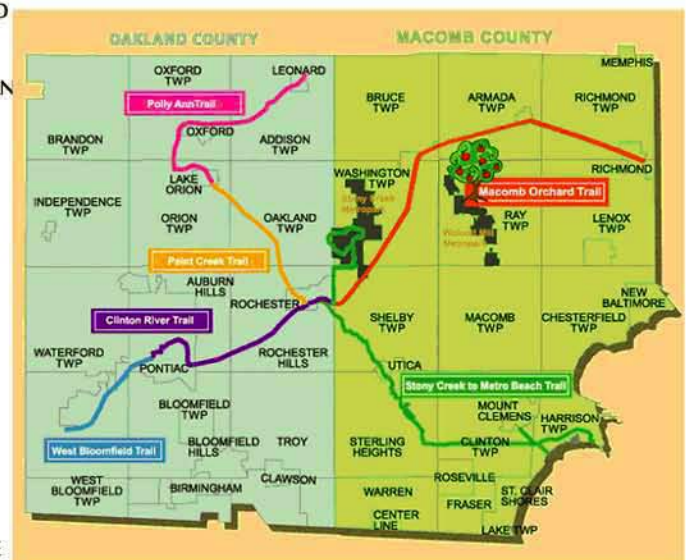 OAKLAND COUNTY
MACOMB COUNTY
OXFORD
TWP
LEONARD
MEMPHIS
BRUCE
TWP
ARMADA
TWP
RICHMOND
TWP
Polly AnnTrail
OXFORD
BRANDON
TWP
ADDISON
TWP
WASHINGTON
TWP
RICHMOND
LAKE
ORION
Macomb Orchard Trail
INDEPENDENCE
TWP
ORION
TWP
OAKLAND
TWP
RAY
TWP
LENOX
TWP
Paint Creek Trail
AUBURN
HILLS
ROCHESTER
NEW
BALTIMORE
Clinton River Trail
SHELBY
TWP
MACOMB
TWP
CHESTERFIELD
TWP
WATERFORD
TWP
PONTIAC
ROCHESTER
HILLS
UTICA
Stony Creek to Metro Beach Trail
BLOOMFIELD
TWP
MOUNT
CLEMENS
HARRISON
TWP
West Bloomfield Trail
BLOOMFIELD
HILLS
TROY
STERLING
HEIGHTS
CLINTON
TWP
WEST
BLOOMFIELD
TWP
BIRMINGHAM
CLAWSON
WARREN
ROSEVILLE
FRASER
ST. CLAIR
SHORES
CENTER
LINE
LAKE TWP